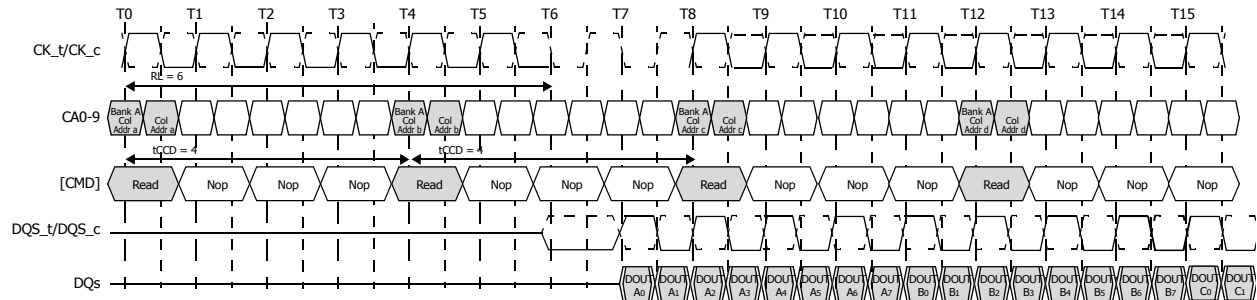 T0 T1 T2 T3 T4 T5 T6 T7 T8 T9 T10 T11 T12 T13 T14 T15
CK_t/CK_c
RL = 6
CA0-9
Bank A Col Addr a
Col Addr a
Bank A Col Addr b
Col Addr b
Bank A Col Addr c
Col Addr c
Bank A Col Addr d
Col Addr d
tCCD = 4 tCCD = 4
[CMD] Read Nop Nop Nop Read Nop Nop Nop Read Nop Nop Nop Read Nop Nop Nop
DQS_t/DQS_c
DQs
DOUT A0 DOUT A1 DOUT A2 DOUT A3 DOUT A4 DOUT A5 DOUT A6 DOUT A7 DOUT B0 DOUT B1 DOUT B2 DOUT B3 DOUT B4 DOUT B5 DOUT B6 DOUT B7 DOUT C0 DOUT C1